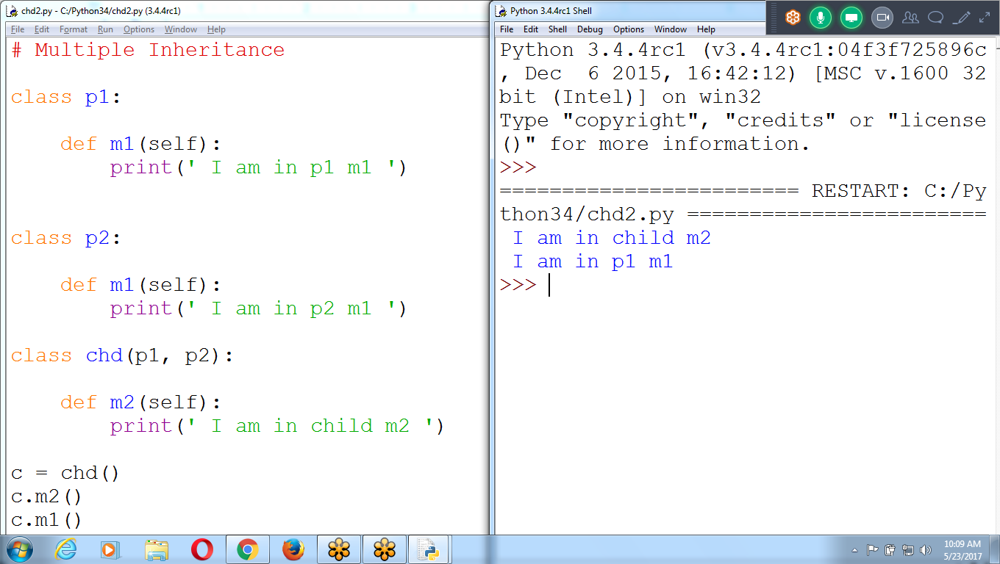 chd2.py - C:/Python34/chd2.py (3.4.4rc1)
File Edit Format Run Options Window Help
# Multiple Inheritance
class p1:
    def m1(self):
        print(' I am in p1 m1 ')
class p2:
    def m1(self):
        print(' I am in p2 m1 ')
class chd(p1, p2):
    def m2(self):
        print(' I am in child m2 ')
c = chd()
c.m2()
c.m1()
Python 3.4.4rc1 Shell
File Edit Shell Debug Options Window Help
Python 3.4.4rc1 (v3.4.4rc1:04f3f725896c
, Dec  6 2015, 16:42:12) [MSC v.1600 32
bit (Intel)] on win32
Type "copyright", "credits" or "license
()" for more information.
>>>
======================== RESTART: C:/Py
thon34/chd2.py ========================
 I am in child m2
 I am in p1 m1
>>>
10:09 AM
5/23/2017